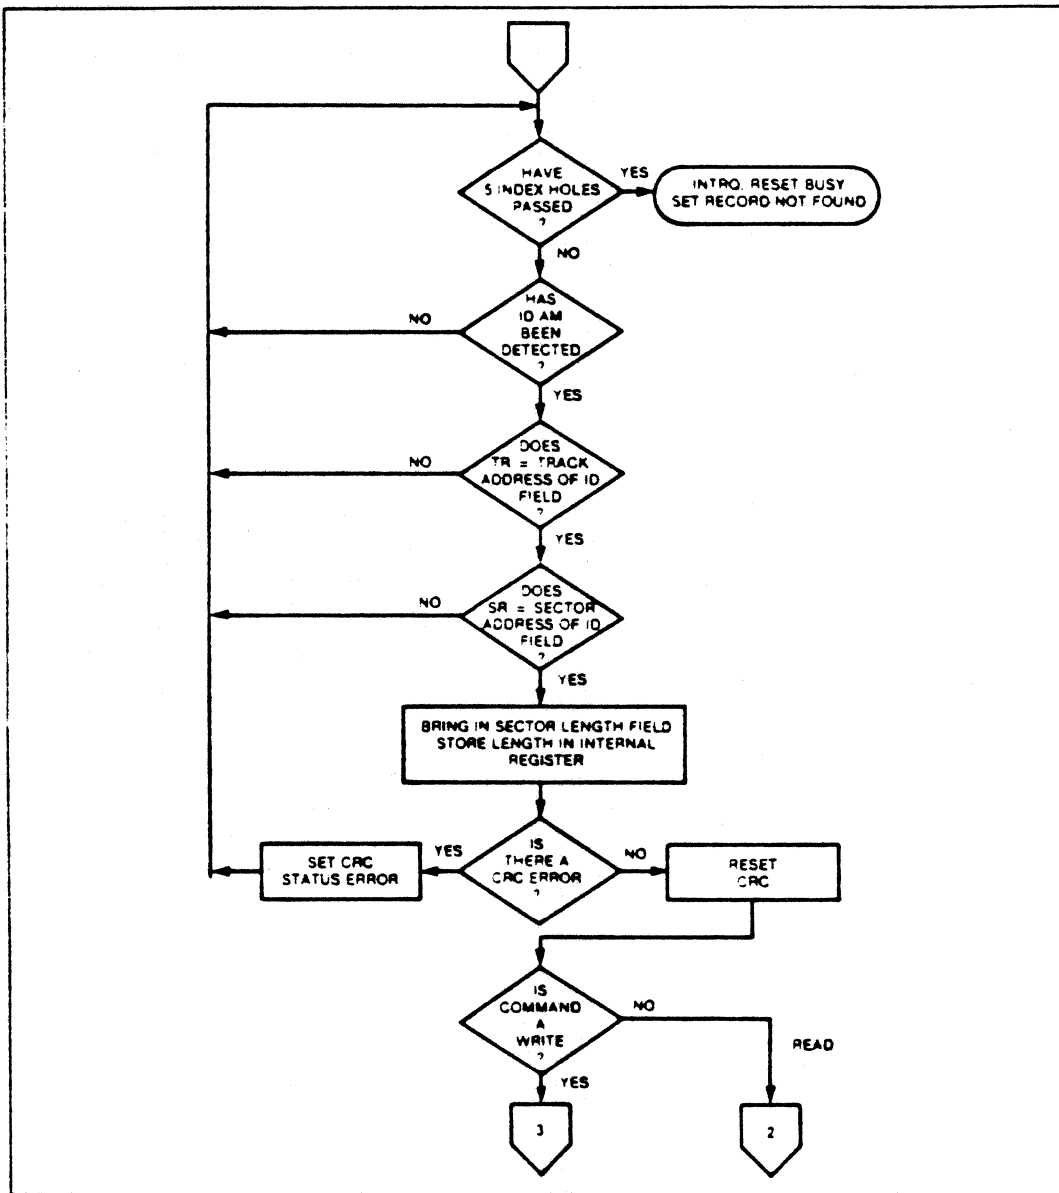 HAVE
5 INDEX HOLES
PASSED
?
YES
INTRQ, RESET BUSY
SET RECORD NOT FOUND
NO
HAS
ID AM
BEEN
DETECTED
?
NO
YES
DOES
TR = TRACK
ADDRESS OF ID
FIELD
?
NO
YES
DOES
SR = SECTOR
ADDRESS OF ID
FIELD
?
NO
YES
BRING IN SECTOR LENGTH FIELD
STORE LENGTH IN INTERNAL
REGISTER
IS
THERE A
CRC ERROR
?
YES
SET CRC
STATUS ERROR
NO
RESET
CRC
IS
COMMAND
A
WRITE
?
NO
READ
YES
3
2